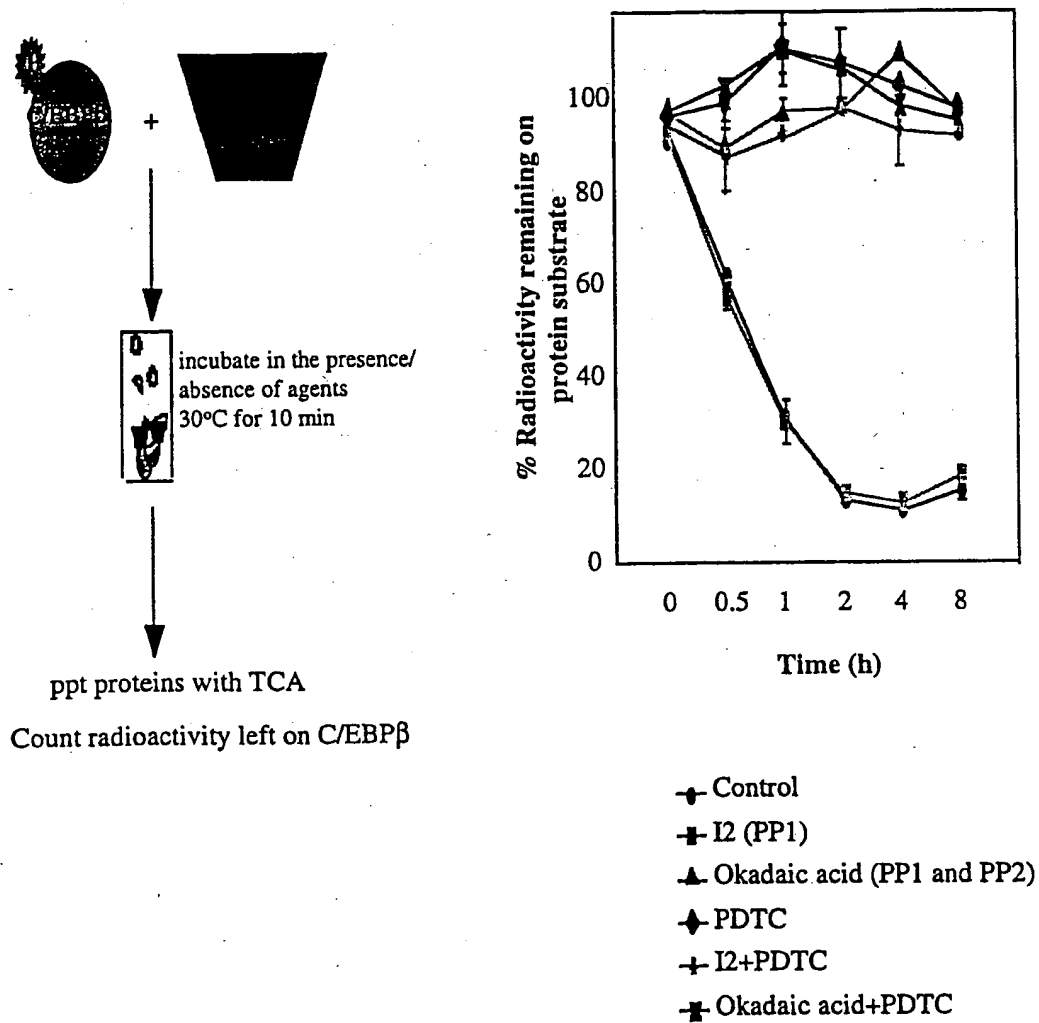 +
incubate in the presence/
absence of agents
30ºC for 10 min
ppt proteins with TCA
Count radioactivity left on C/EBPβ
% Radioactivity remaining on
protein substrate
100
80
60
40
20
0
0 0.5 1 2 4 8
Time (h)
Control
I2 (PP1)
Okadaic acid (PP1 and PP2)
PDTC
I2+PDTC
Okadaic acid+PDTC